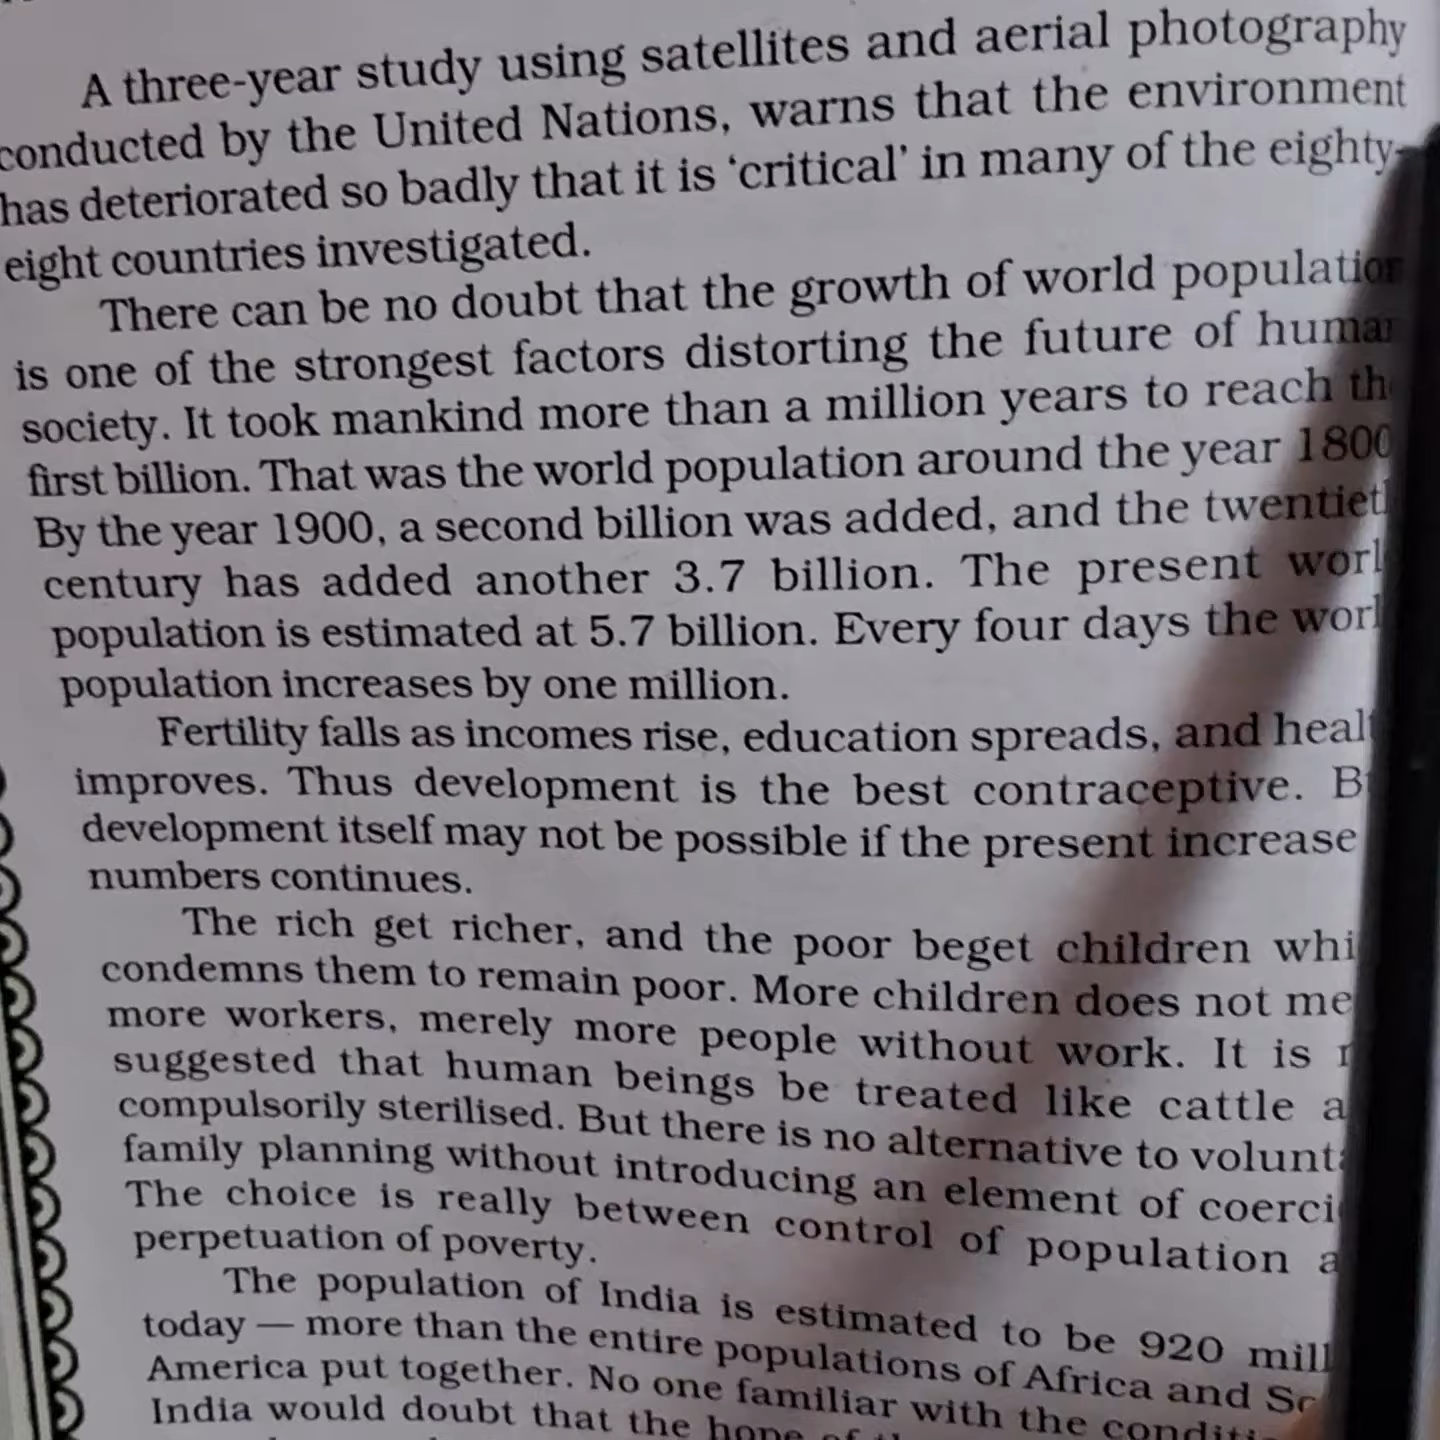 A three-year study using satellites and aerial photography
conducted by the United Nations, warns that the environment
has deteriorated so badly that it is ‘critical’ in many of the eighty-
eight countries investigated.
There can be no doubt that the growth of world population
is one of the strongest factors distorting the future of human
society. It took mankind more than a million years to reach the
first billion. That was the world population around the year 1800
By the year 1900, a second billion was added, and the twentieth
century has added another 3.7 billion. The present worl
population is estimated at 5.7 billion. Every four days the worl
population increases by one million.
Fertility falls as incomes rise, education spreads, and healt
improves. Thus development is the best contraceptive. B
development itself may not be possible if the present increase
numbers continues.
The rich get richer, and the poor beget children whi
condemns them to remain poor. More children does not me
more workers, merely more people without work. It is
suggested that human beings be treated like cattle a
compulsorily sterilised. But there is no alternative to volunta
family planning without introducing an element of coerci
The choice is really between control of population a
perpetuation of poverty.
The population of India is estimated to be 920 mill
today — more than the entire populations of Africa and So
America put together. No one familiar with the conditi
India would doubt that the hope of